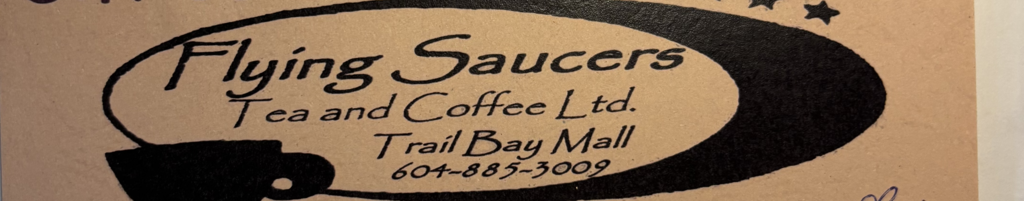 Flying Saucers
Tea and Coffee Ltd.
Trail Bay Mall
604-885-3009